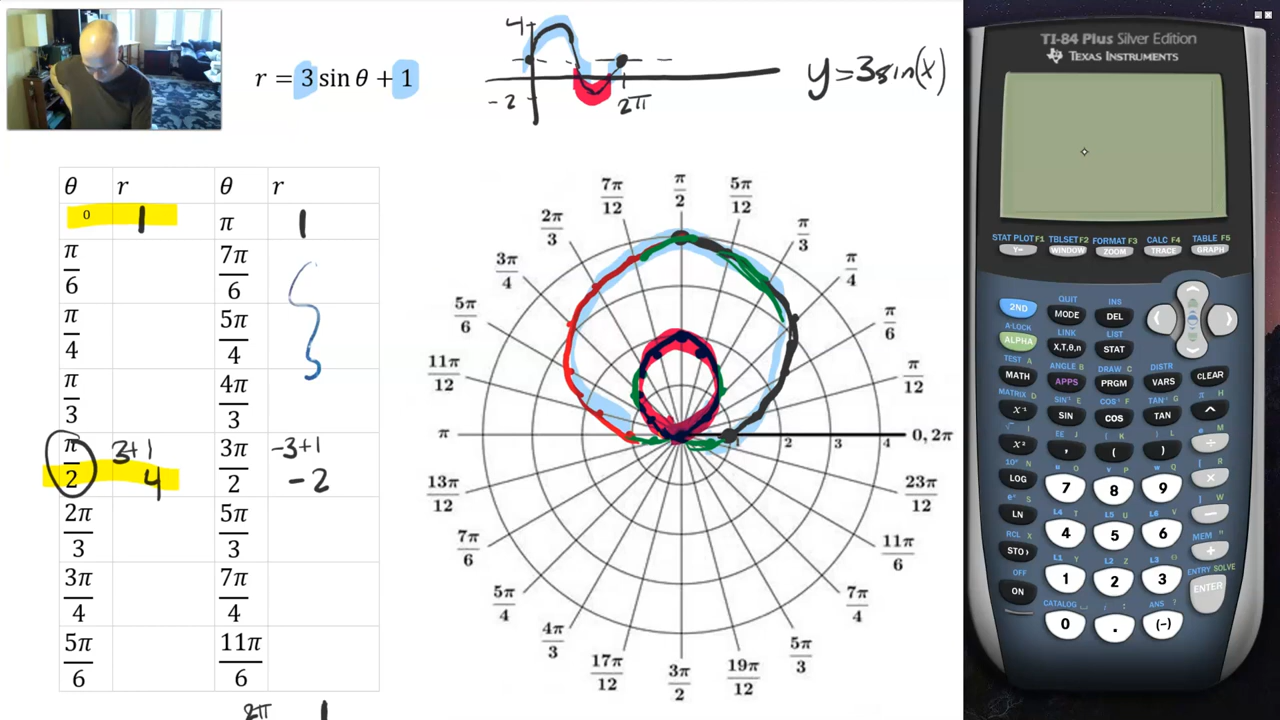 r = 3 sin θ + 1
4
-2
2π
y=3sin(x)
θ r θ r
0 1 π 1
π/6 7π/6
π/4 5π/4
π/3 4π/3
π/2 3+1 4 3π/2 -3+1 -2
2π/3 5π/3
3π/4 7π/4
5π/6 11π/6
2π 1
π/2
7π/12 5π/12
2π/3 π/3
3π/4 π/4
5π/6 π/6
11π/12 π/12
π 2 3 4 0, 2π
13π/12 23π/12
7π/6 11π/6
5π/4 7π/4
4π/3 5π/3
17π/12 19π/12
3π/2
TI-84 Plus Silver Edition
TEXAS INSTRUMENTS
STAT PLOT F1 TBLSET F2 FORMAT F3 CALC F4 TABLE F5
Y= WINDOW ZOOM TRACE GRAPH
QUIT INS
2ND MODE DEL
A-LOCK LINK LIST
ALPHA X,T,θ,n STAT
TEST A ANGLE B DRAW C DISTR
MATH APPS PRGM VARS CLEAR
MATRIX D SIN⁻¹ E COS⁻¹ F TAN⁻¹ G π H
x⁻¹ SIN COS TAN ^
√ I EE J { K } L e M
x² , ( ) ÷
10ˣ N u O v P w Q [ R
LOG 7 8 9 ×
eˣ S L4 T L5 U L6 V ] W
LN 4 5 6 −
RCL X L1 Y L2 Z L3 θ MEM "
STO› 1 2 3 +
OFF CATALOG i : ANS ? ENTRY SOLVE
ON 0 . (-) ENTER